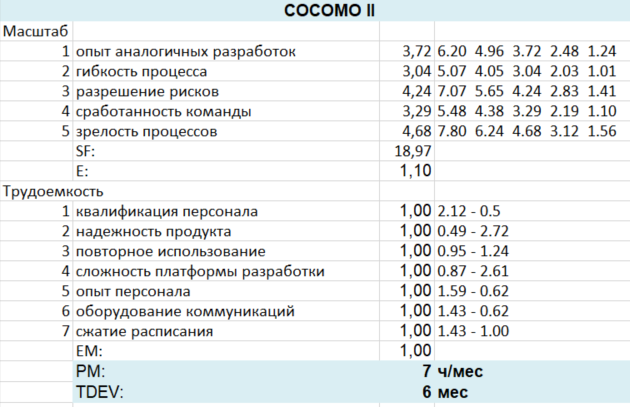 COCOMO II
Масштаб
1 опыт аналогичных разработок 3,72 6.20 4.96 3.72 2.48 1.24
2 гибкость процесса 3,04 5.07 4.05 3.04 2.03 1.01
3 разрешение рисков 4,24 7.07 5.65 4.24 2.83 1.41
4 сработанность команды 3,29 5.48 4.38 3.29 2.19 1.10
5 зрелость процессов 4,68 7.80 6.24 4.68 3.12 1.56
SF: 18,97
E: 1,10
Трудоемкость
1 квалификация персонала 1,00 2.12 - 0.5
2 надежность продукта 1,00 0.49 - 2.72
3 повторное использование 1,00 0.95 - 1.24
4 сложность платформы разработки 1,00 0.87 - 2.61
5 опыт персонала 1,00 1.59 - 0.62
6 оборудование коммуникаций 1,00 1.43 - 0.62
7 сжатие расписания 1,00 1.43 - 1.00
EM: 1,00
PM: 7 ч/мес
TDEV: 6 мес